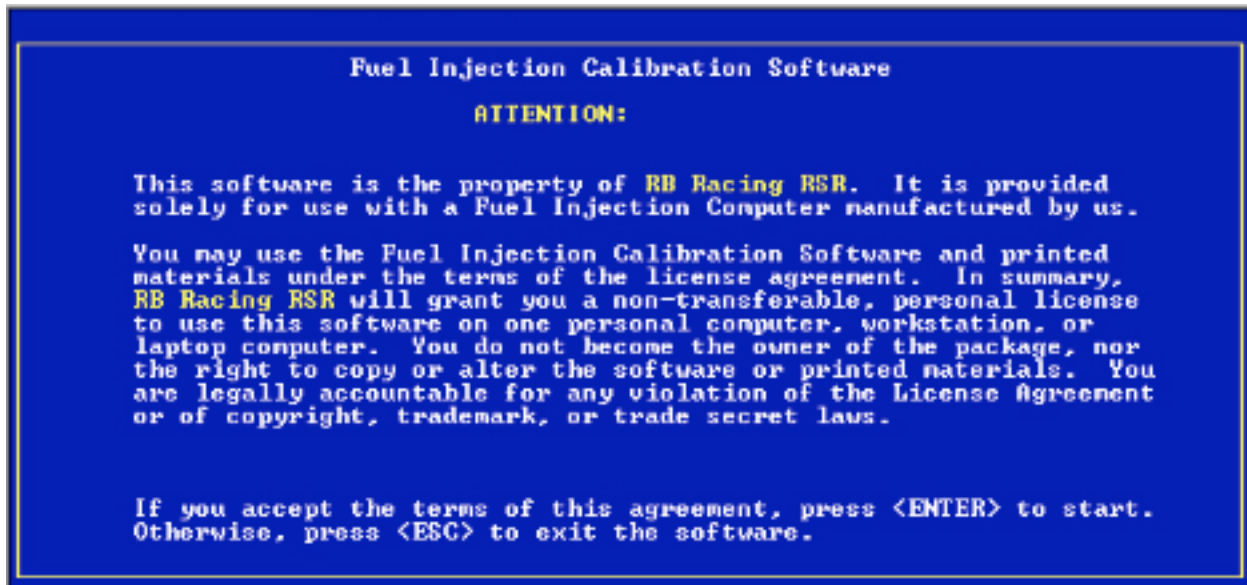 Fuel Injection Calibration Software
ATTENTION:
This software is the property of RB Racing RSR. It is provided
solely for use with a Fuel Injection Computer manufactured by us.
You may use the Fuel Injection Calibration Software and printed
materials under the terms of the license agreement. In summary,
RB Racing RSR will grant you a non-transferable, personal license
to use this software on one personal computer, workstation, or
laptop computer. You do not become the owner of the package, nor
the right to copy or alter the software or printed materials. You
are legally accountable for any violation of the License Agreement
or of copyright, trademark, or trade secret laws.
If you accept the terms of this agreement, press <ENTER> to start.
Otherwise, press <ESC> to exit the software.